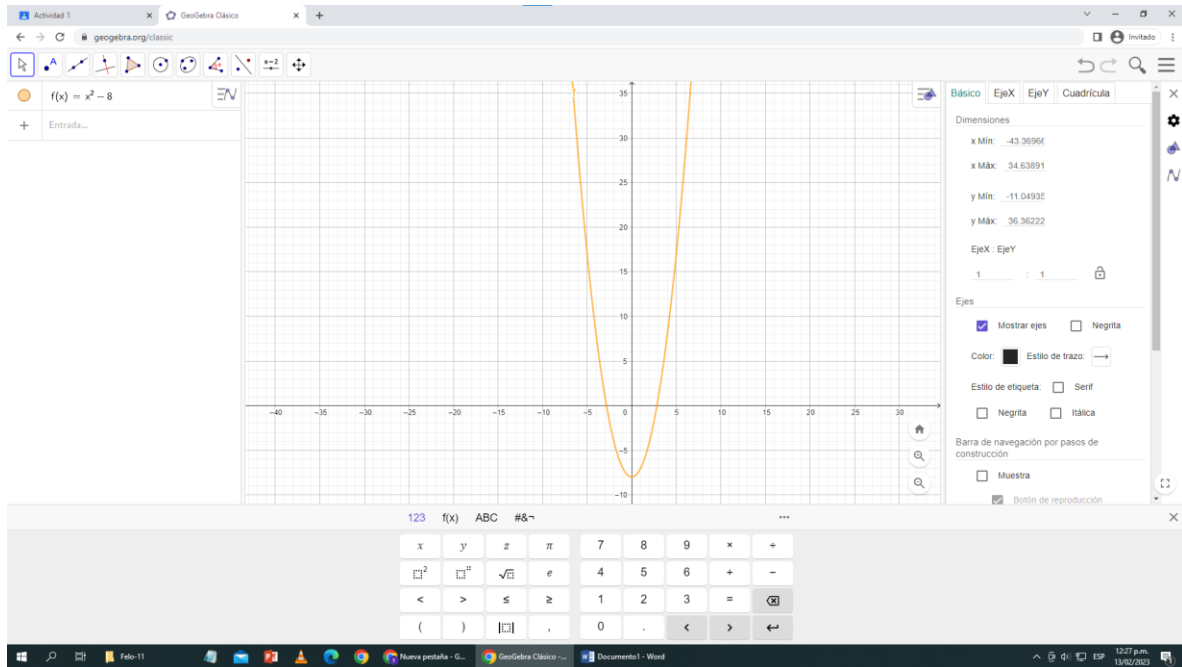 Actividad 1
GeoGebra Clásico
geogebra.org/classic
Invitado
f(x) = x² − 8
Entrada...
35
30
25
20
15
10
5
−40 −35 −30 −25 −20 −15 −10 −5 0 5 10 15 20 25 30
−5
−10
Básico EjeX EjeY Cuadrícula
Dimensiones
x Mín: -43.3696
x Máx: 34.63891
y Mín: -11.0493
y Máx: 36.36222
EjeX : EjeY
1 : 1
Ejes
Mostrar ejes Negrita
Color: Estilo de trazo:
Estilo de etiqueta: Serif
Negrita Itálica
Barra de navegación por pasos de
construcción
Muestra
Botón de reproducción
123 f(x) ABC #&¬
x y z π 7 8 9 × ÷
e 4 5 6 + −
< > ≤ ≥ 1 2 3 =
( ) , 0 . < >
Felo-11
Nueva pestaña - G...
GeoGebra Clásico -...
Documento1 - Word
ESP
12:27 p.m.
13/02/2023